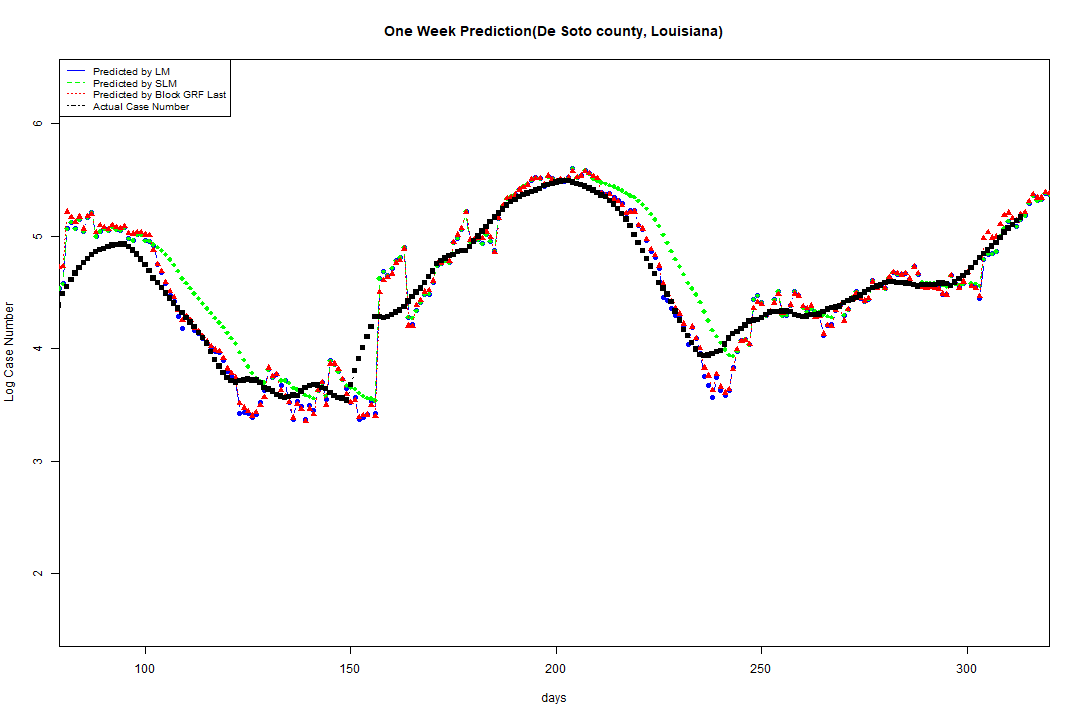 One Week Prediction(De Soto county, Louisiana)
Predicted by LM
Predicted by SLM
Predicted by Block GRF Last
Actual Case Number
6
5
4
3
2
Log Case Number
100 150 200 250 300
days